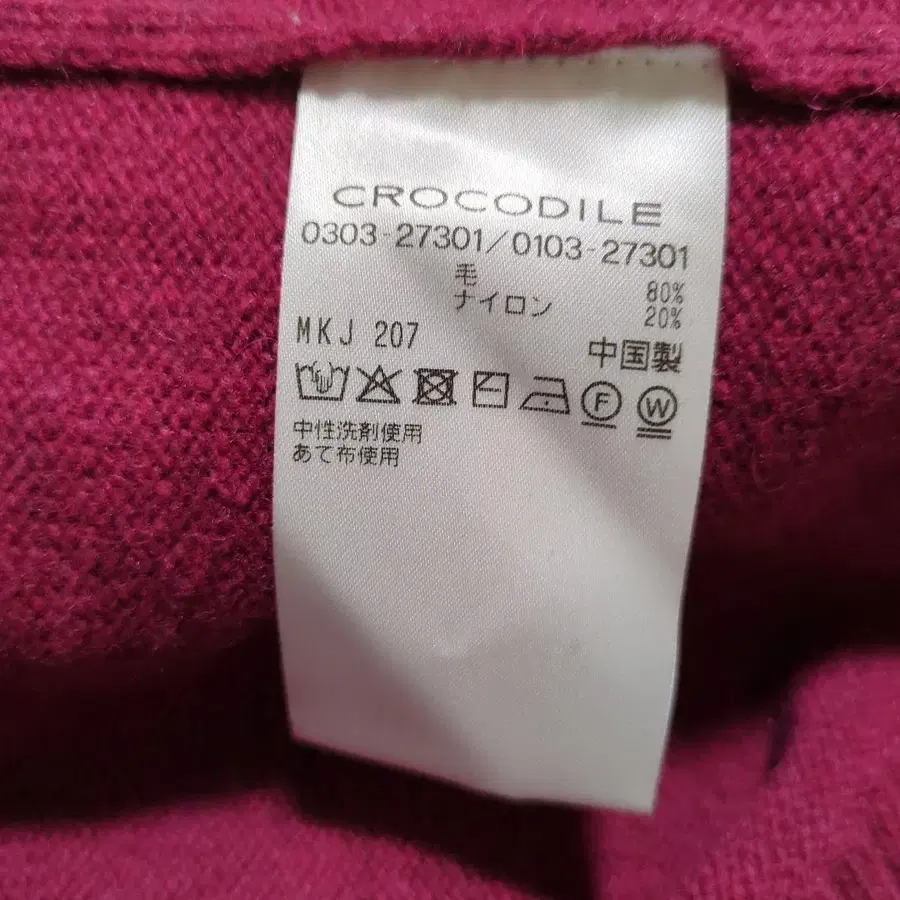 CROCODILE
0303-27301/0103-27301
毛 80%
ナイロン 20%
MKJ 207
中国製
F W
中性洗剤使用
あて布使用